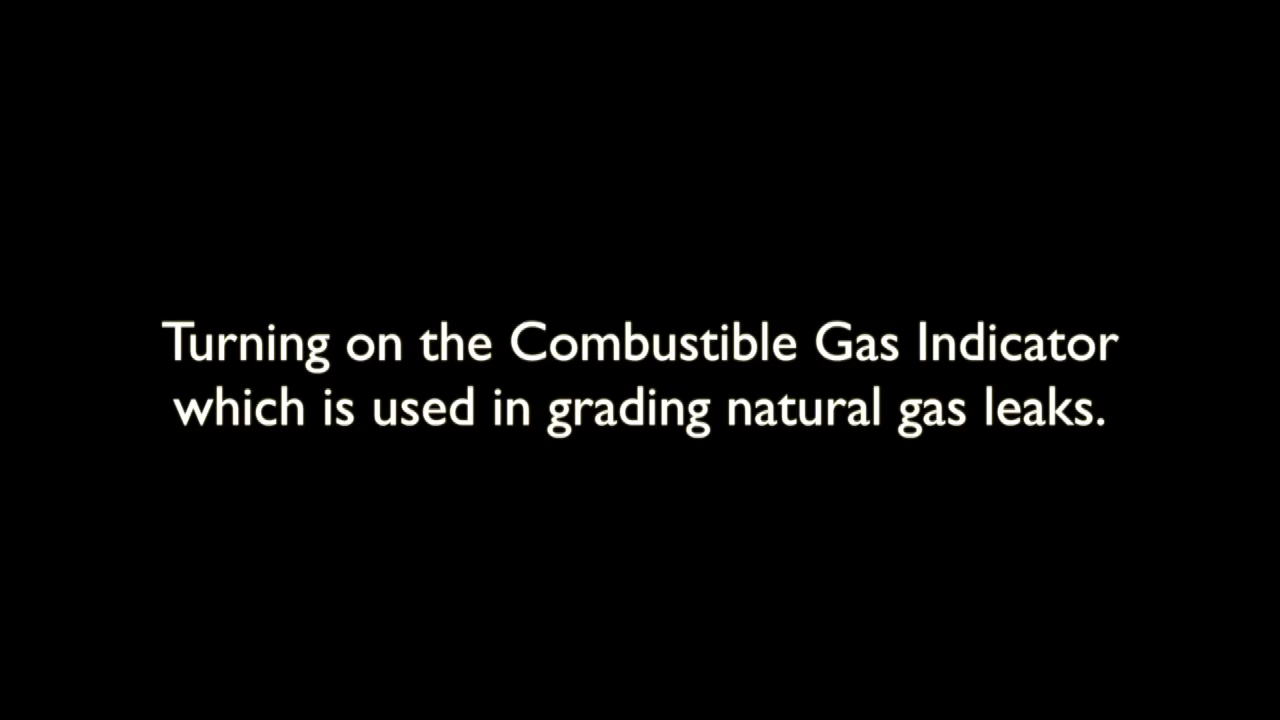 Turning on the Combustible Gas Indicator
which is used in grading natural gas leaks.